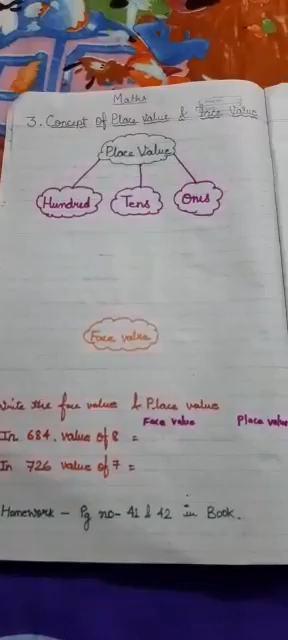 Maths
3. Concept of Place Value & Face Value
Place Value
Hundred Tens Ones
Face value
Write the face value & Place value
Face value Place value
In 684, value of 8 =
In 726 value of 7 =
Homework - Pg no- 41 & 42 in Book.